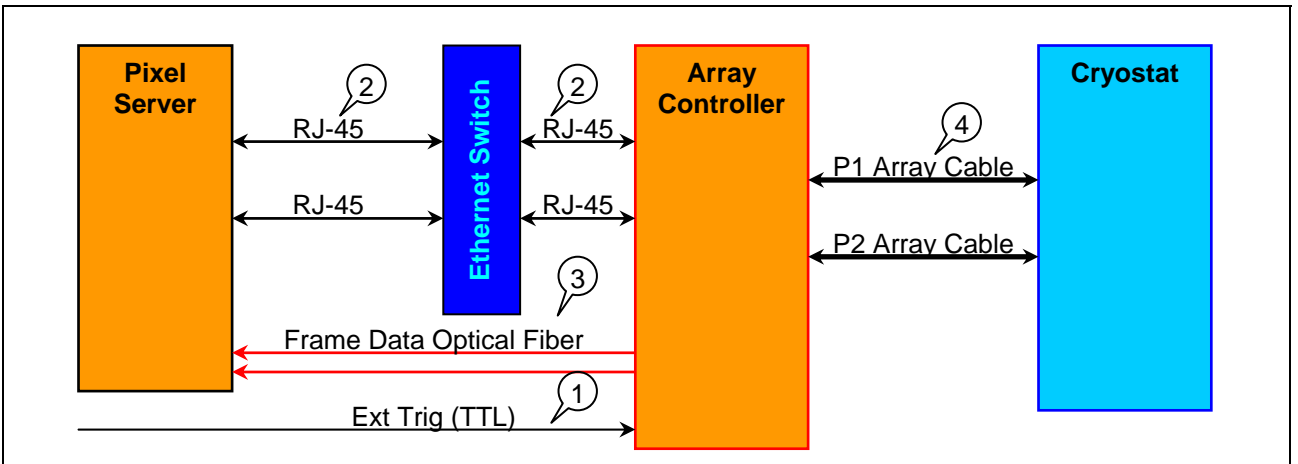 Pixel
Server
Ethernet Switch
Array
Controller
Cryostat
2
RJ-45
2
RJ-45
4
P1 Array Cable
RJ-45
RJ-45
P2 Array Cable
3
Frame Data Optical Fiber
1
Ext Trig (TTL)